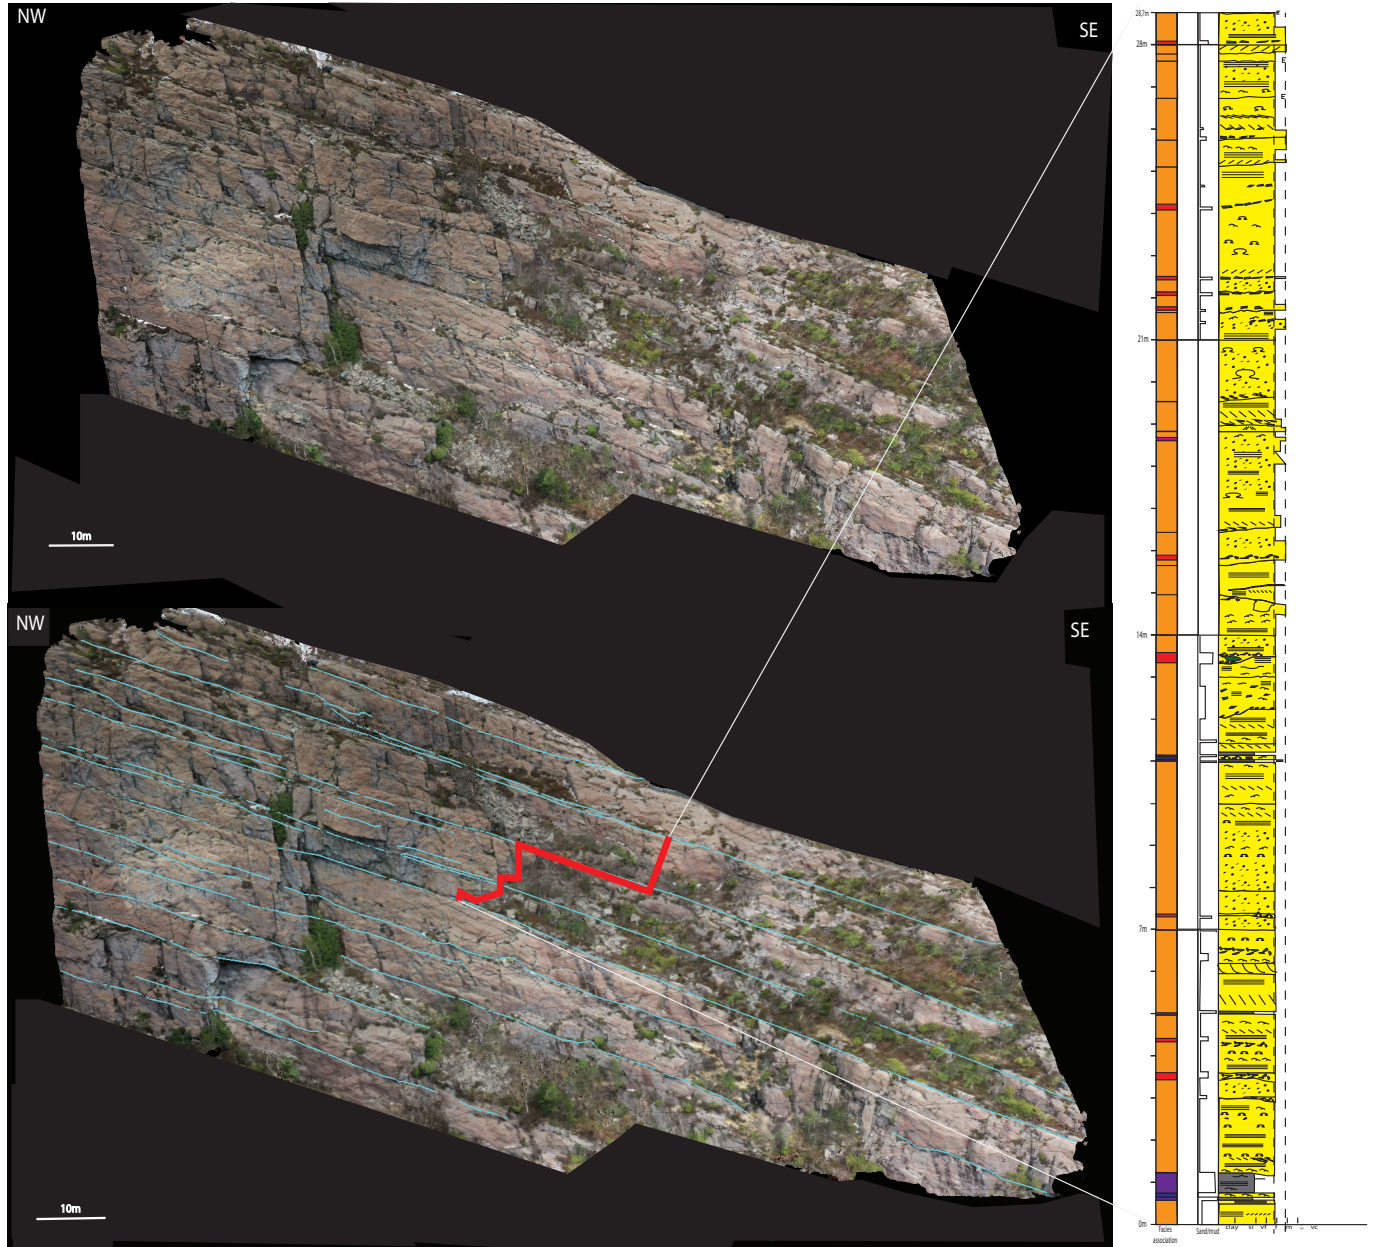 NW
SE
10m
NW
SE
10m
28,7m
28m
E
E
21m
14m
7m
0m
Facies
association
Sand/mud
clay si vf f m vc